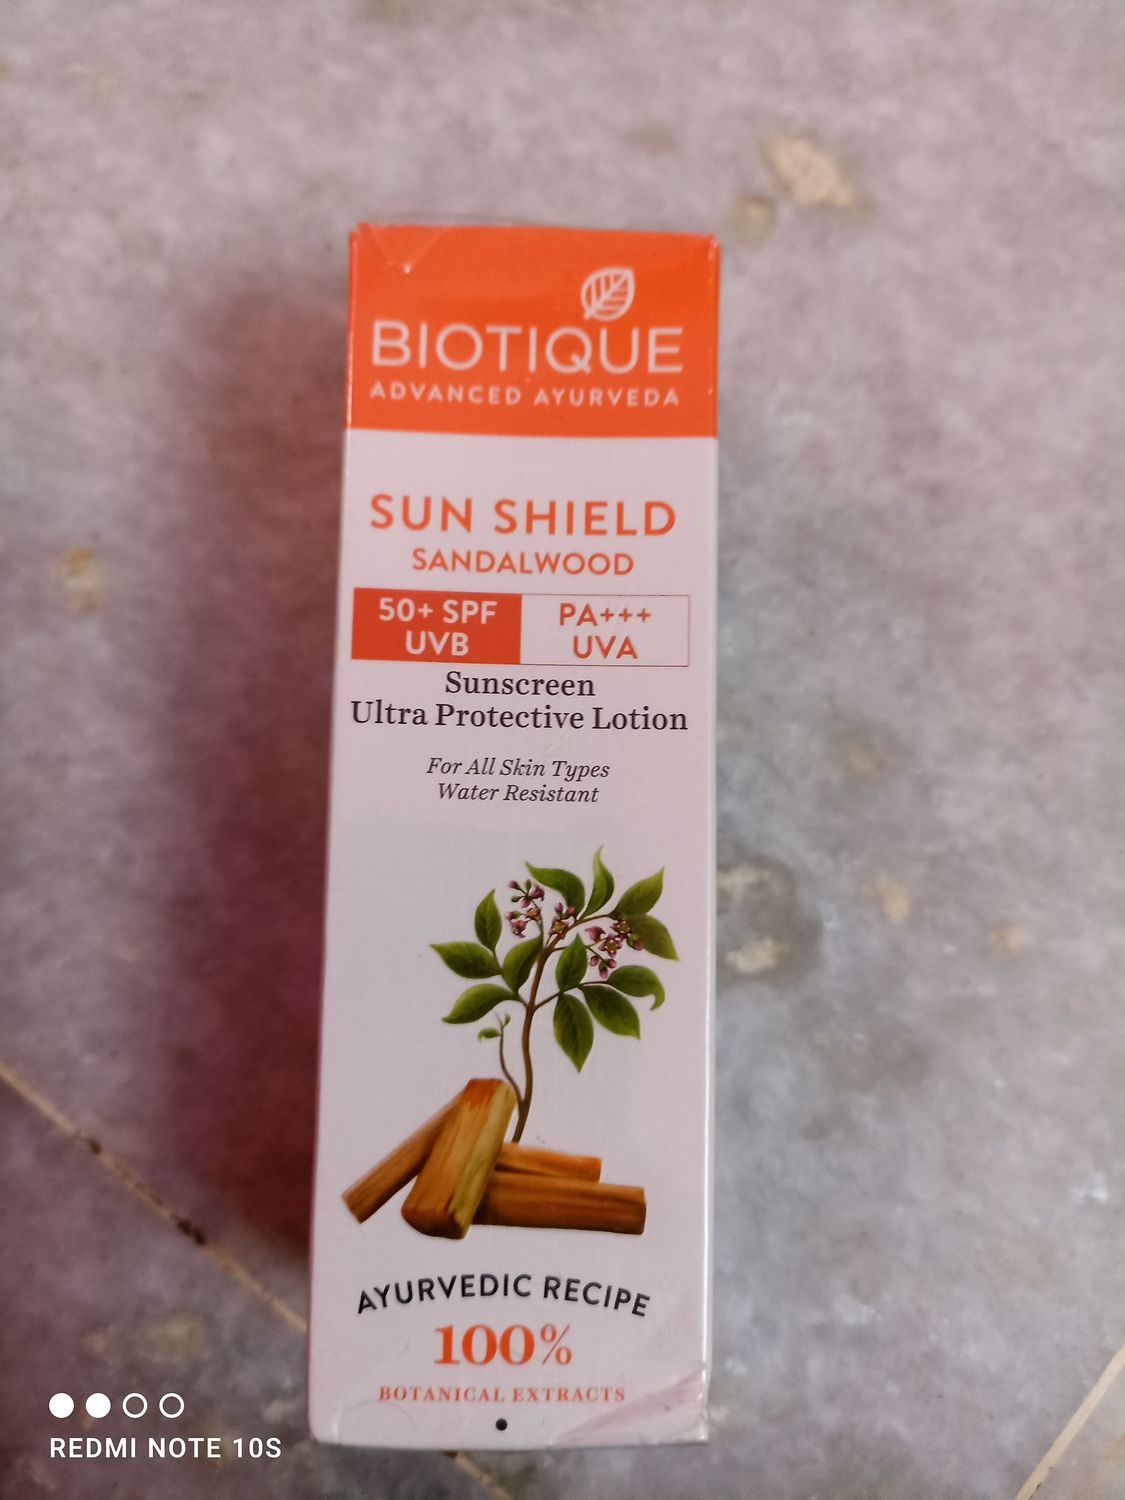 BIOTIQUE
ADVANCED AYURVEDA
SUN SHIELD
SANDALWOOD
50+ SPF
UVB
PA+++
UVA
Sunscreen
Ultra Protective Lotion
For All Skin Types
Water Resistant
AYURVEDIC RECIPE
100%
BOTANICAL EXTRACTS
REDMI NOTE 10S